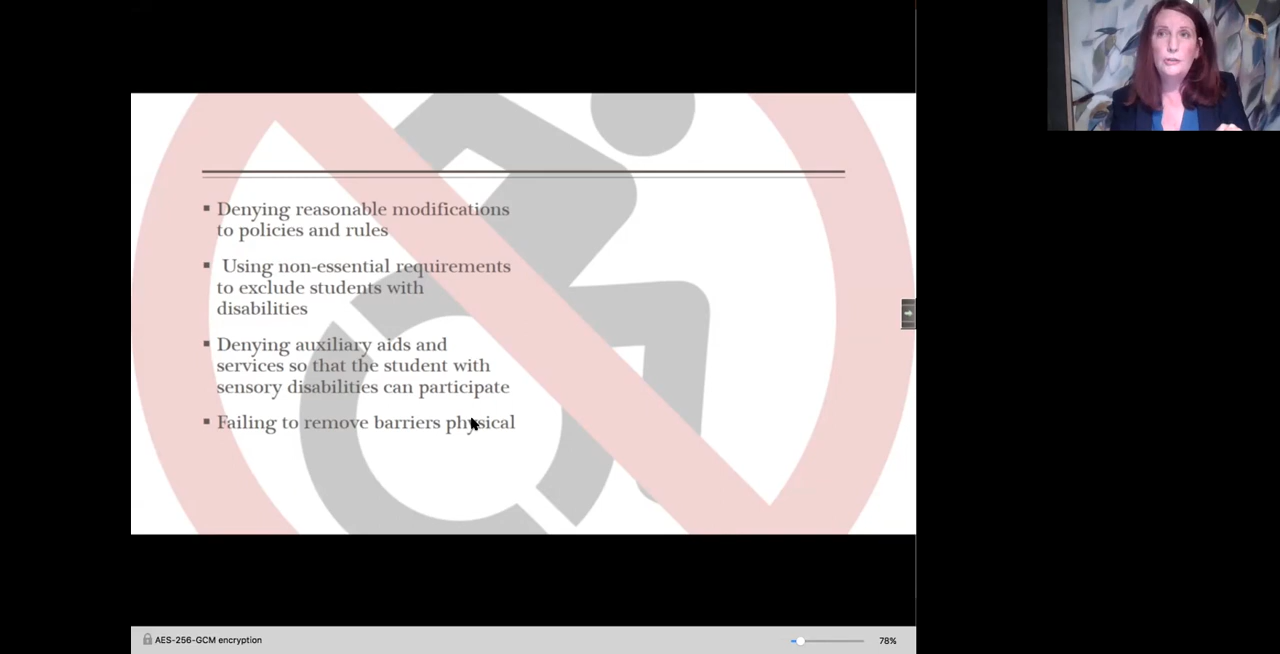 ▪ Denying reasonable modifications
to policies and rules
▪ Using non-essential requirements
to exclude students with
disabilities
▪ Denying auxiliary aids and
services so that the student with
sensory disabilities can participate
▪ Failing to remove barriers physical
AES-256-GCM encryption
78%